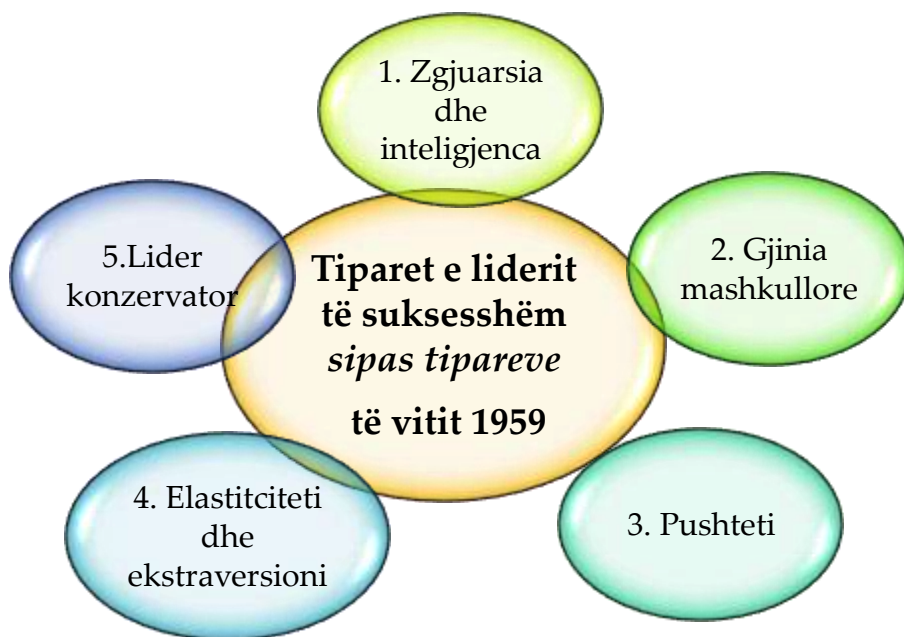 1. Zgjuarsia
dhe
inteligjenca
2. Gjinia
mashkullore
3. Pushteti
4. Elastitciteti
dhe
ekstraversioni
5.Lider
konzervator
Tiparet e liderit
të suksesshëm
sipas tipareve
të vitit 1959